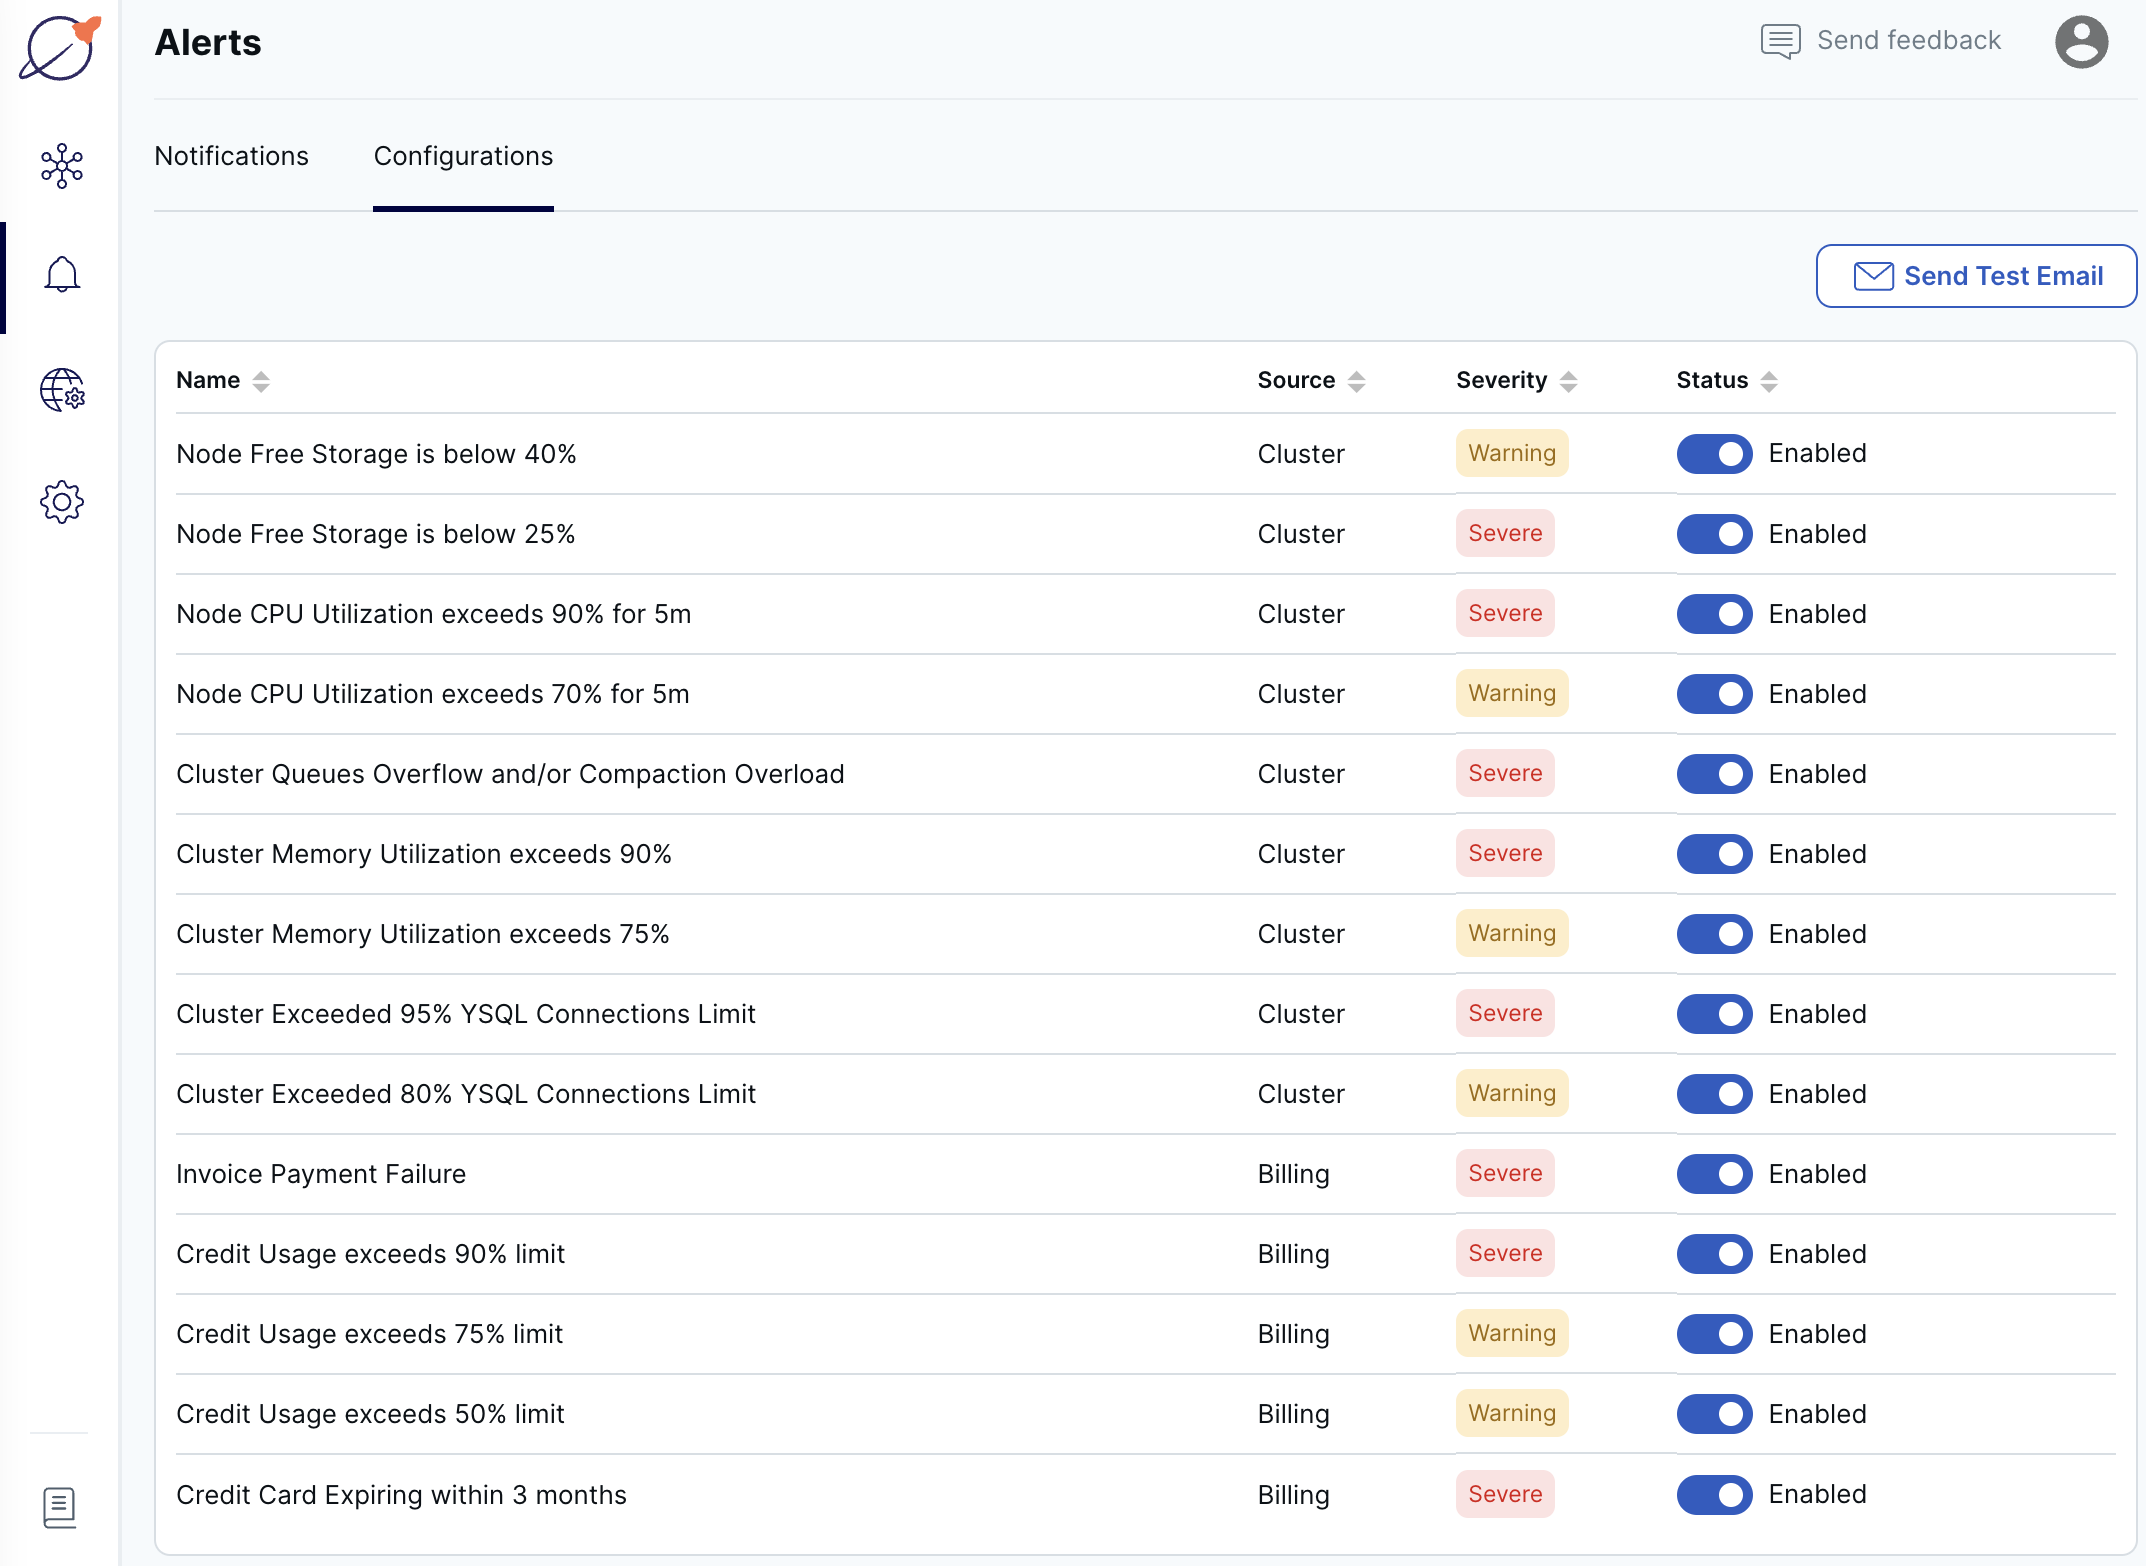 Alerts
Send feedback
Notifications
Configurations
Send Test Email
Name Source Severity Status
Node Free Storage is below 40% Cluster Warning Enabled
Node Free Storage is below 25% Cluster Severe Enabled
Node CPU Utilization exceeds 90% for 5m Cluster Severe Enabled
Node CPU Utilization exceeds 70% for 5m Cluster Warning Enabled
Cluster Queues Overflow and/or Compaction Overload Cluster Severe Enabled
Cluster Memory Utilization exceeds 90% Cluster Severe Enabled
Cluster Memory Utilization exceeds 75% Cluster Warning Enabled
Cluster Exceeded 95% YSQL Connections Limit Cluster Severe Enabled
Cluster Exceeded 80% YSQL Connections Limit Cluster Warning Enabled
Invoice Payment Failure Billing Severe Enabled
Credit Usage exceeds 90% limit Billing Severe Enabled
Credit Usage exceeds 75% limit Billing Warning Enabled
Credit Usage exceeds 50% limit Billing Warning Enabled
Credit Card Expiring within 3 months Billing Severe Enabled